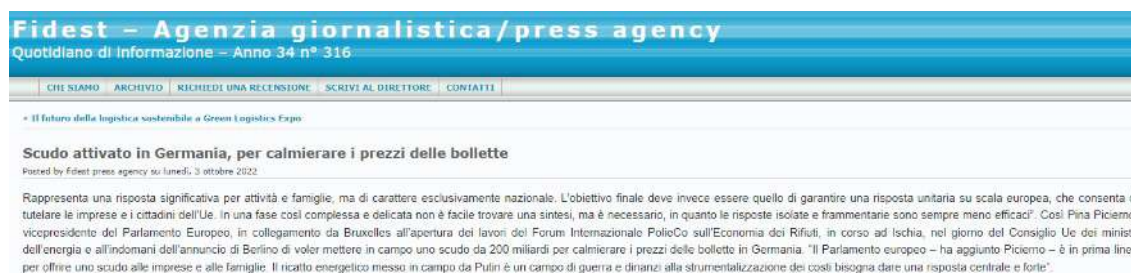 Fidest – Agenzia giornalistica/press agency
Quotidiano di informazione – Anno 34 n° 316
CHI SIAMO ARCHIVIO RICHIEDI UNA RECENSIONE SCRIVI AL DIRETTORE CONTATTI
« Il futuro della logistica sostenibile a Green Logistics Expo
Scudo attivato in Germania, per calmierare i prezzi delle bollette
Posted by fidest press agency su lunedì, 3 ottobre 2022
Rappresenta una risposta significativa per attività e famiglie, ma di carattere esclusivamente nazionale. L'obiettivo finale deve invece essere quello di garantire una risposta unitaria su scala europea, che consenta
tutelare le imprese e i cittadini dell'Ue. In una fase così complessa e delicata non è facile trovare una sintesi, ma è necessario, in quanto le risposte isolate e frammentarie sono sempre meno efficaci". Così Pina Picierno
vicepresidente del Parlamento Europeo, in collegamento da Bruxelles all'apertura dei lavori del Forum Internazionale PolieCo sull'Economia dei Rifiuti, in corso ad Ischia, nel giorno del Consiglio Ue dei minist
dell'energia e all'indomani dell'annuncio di Berlino di voler mettere in campo uno scudo da 200 miliardi per calmierare i prezzi delle bollette in Germania. "Il Parlamento europeo – ha aggiunto Picierno – è in prima line
per offrire uno scudo alle imprese e alle famiglie. Il ricatto energetico messo in campo da Putin è un campo di guerra e dinanzi alla strumentalizzazione dei costi bisogna dare una risposta centrale e forte".